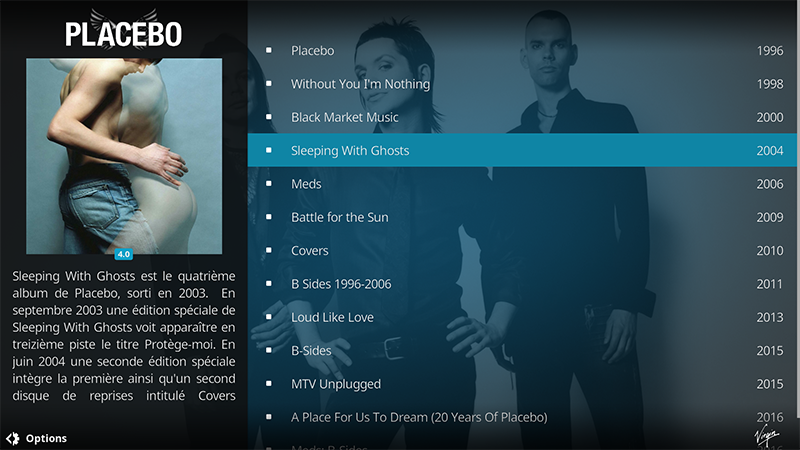 PLACEBO
4.0
Sleeping With Ghosts est le quatrième
album de Placebo, sorti en 2003. En
septembre 2003 une édition spéciale de
Sleeping With Ghosts voit apparaître en
treizième piste le titre Protège-moi. En
juin 2004 une seconde édition spéciale
intègre la première ainsi qu'un second
disque de reprises intitulé Covers
Options
Placebo 1996
Without You I'm Nothing 1998
Black Market Music 2000
Sleeping With Ghosts 2004
Meds 2006
Battle for the Sun 2009
Covers 2010
B Sides 1996-2006 2011
Loud Like Love 2013
B-Sides 2015
MTV Unplugged 2015
A Place For Us To Dream (20 Years Of Placebo) 2016
Meds: B-Sides 2016
Virgin